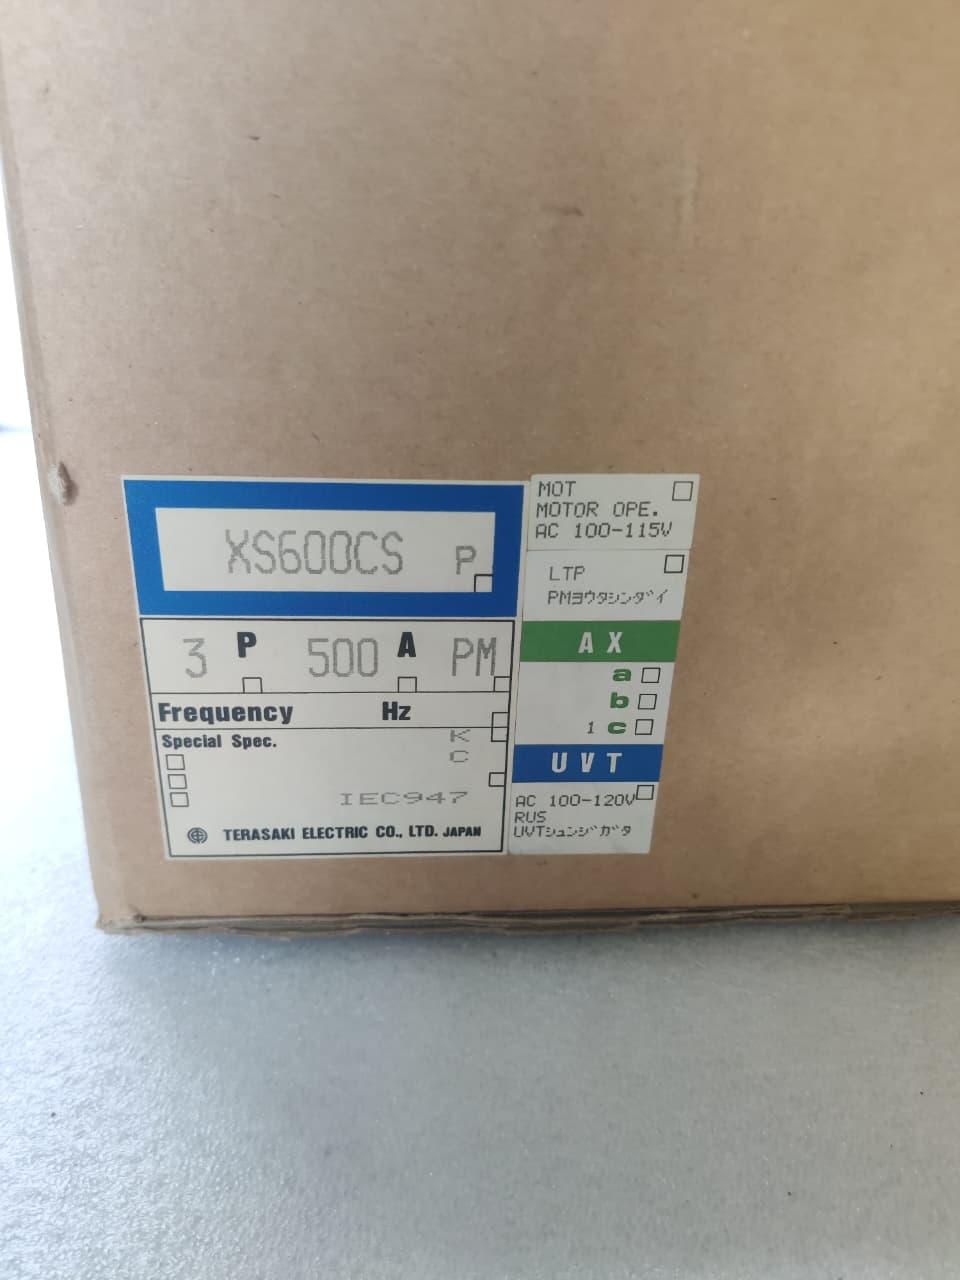 XS600CS P
3 P 500 A PM
Frequency Hz
Special Spec. K
C
IEC947
TERASAKI ELECTRIC CO., LTD. JAPAN
MOT
MOTOR OPE.
AC 100-115V
LTP
PMヨウタンシダイ
AX
a
b
1 c
UVT
AC 100-120V
RUS
UVTシュンジガタ